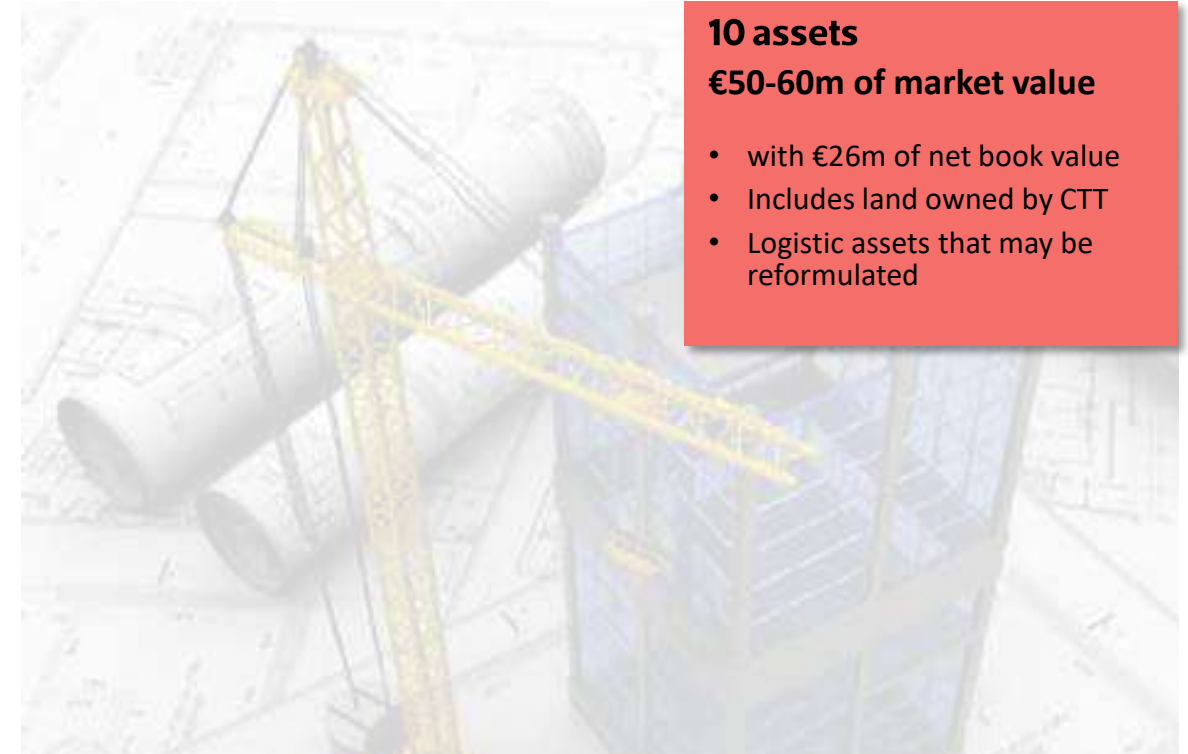 10 assets
€50-60m of market value
• with €26m of net book value
• Includes land owned by CTT
• Logistic assets that may be
reformulated